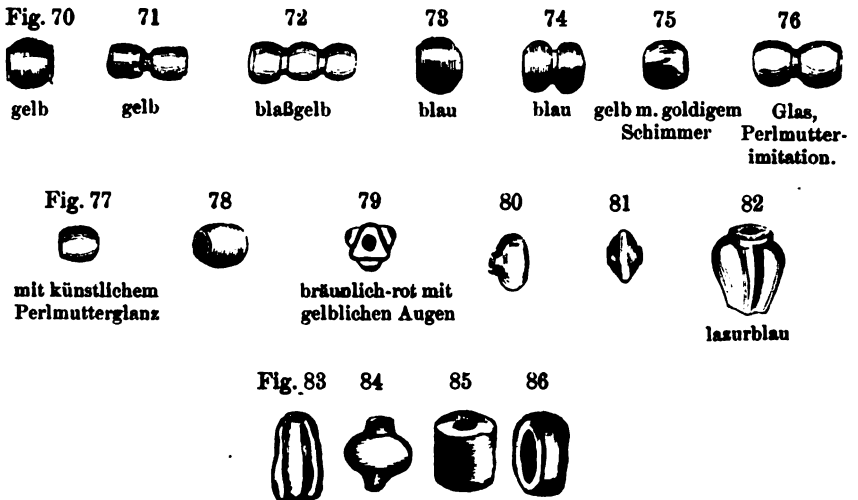 Fig. 70 71 72 73 74 75 76
gelb gelb blaßgelb blau blau gelb m. goldigem Glas,
Schimmer Perlmutter-
imitation.
Fig. 77 78 79 80 81 82
mit künstlichem bräunlich-rot mit
Perlmutterglanz gelblichen Augen
lasurblau
Fig. 83 84 85 86